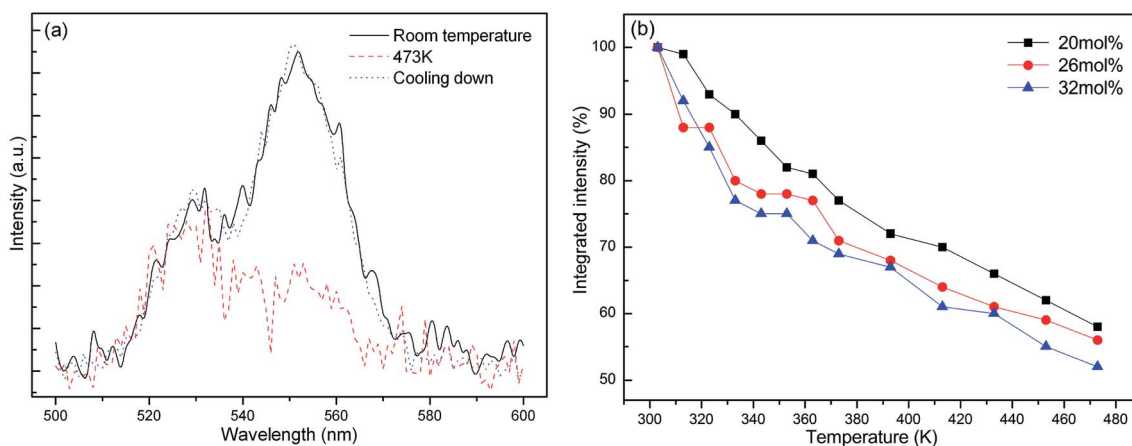 (a)
Room temperature
473K
Cooling down
Intensity (a.u.)
500 520 540 560 580 600
Wavelength (nm)
(b)
20mol%
26mol%
32mol%
Integrated intensity (%)
100
90
80
70
60
50
300 320 340 360 380 400 420 440 460 480
Temperature (K)